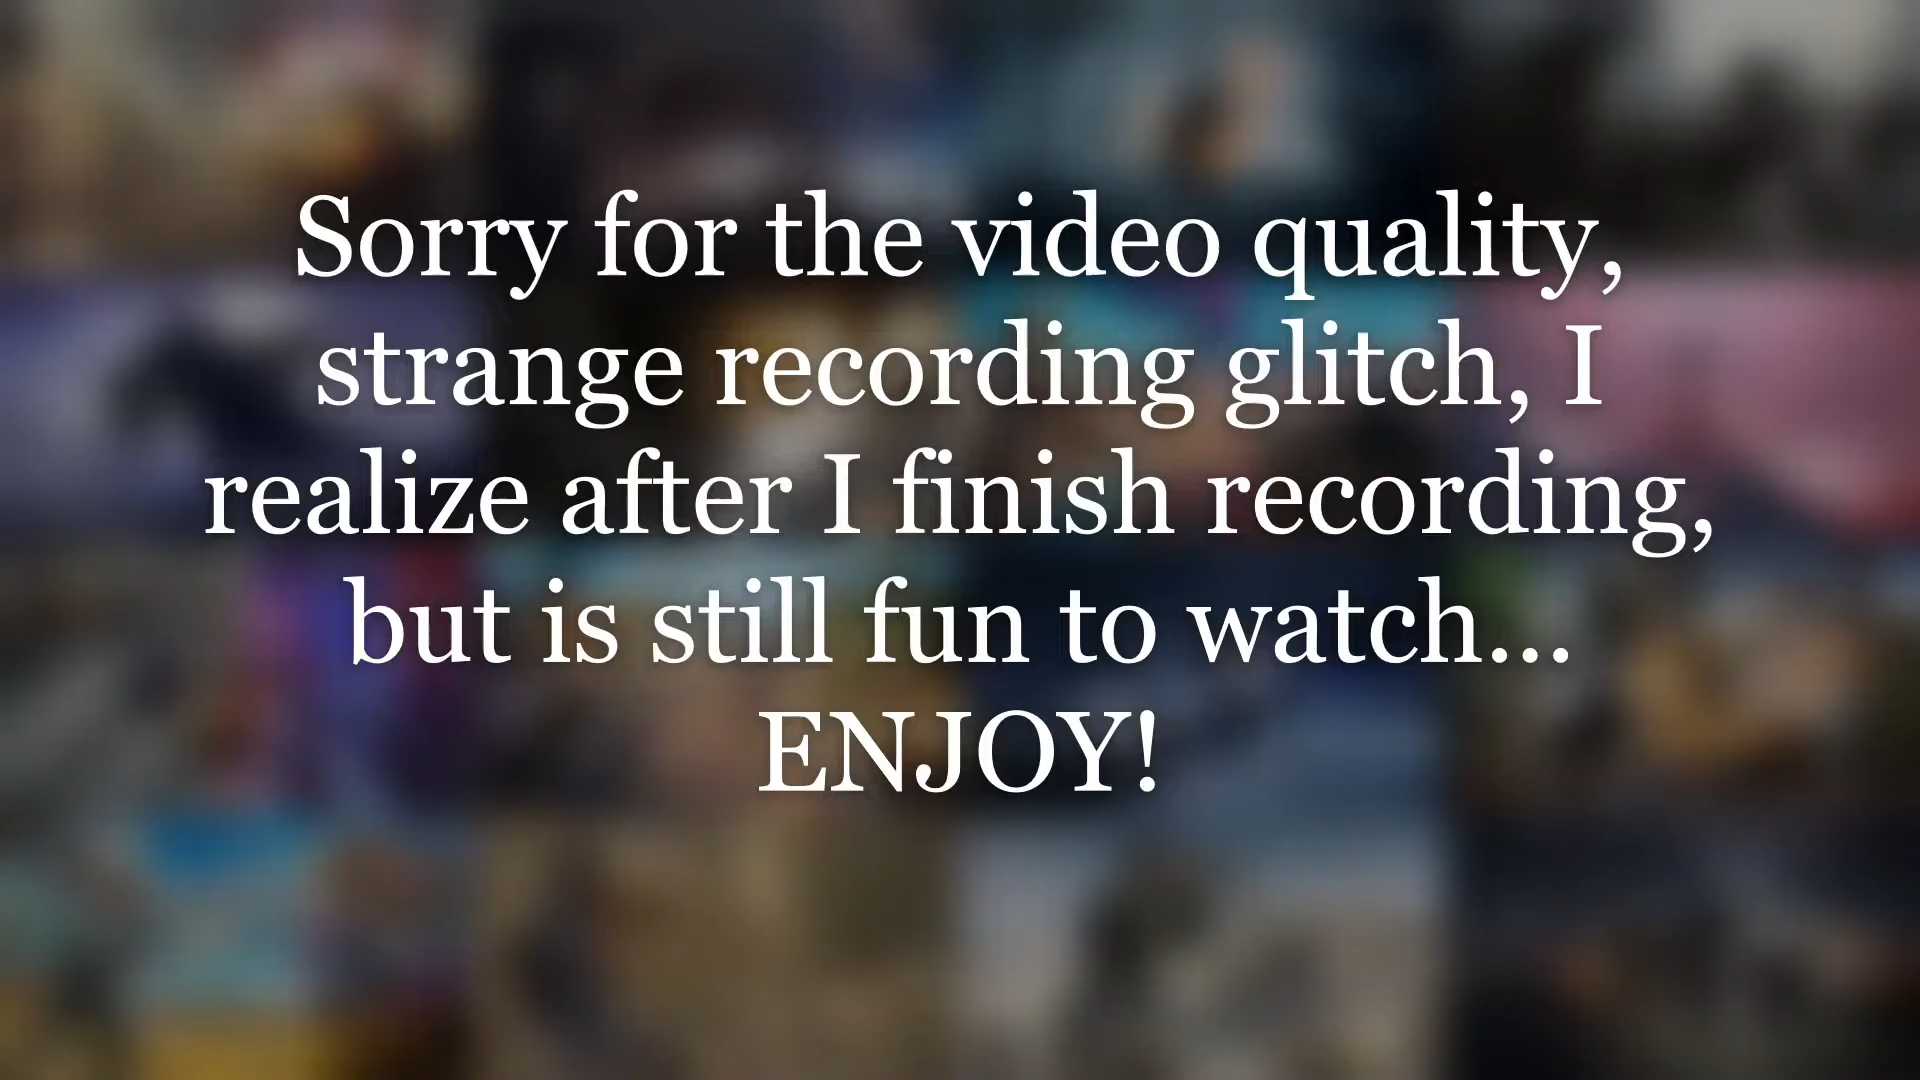 Sorry for the video quality,
strange recording glitch, I
realize after I finish recording,
but is still fun to watch...
ENJOY!